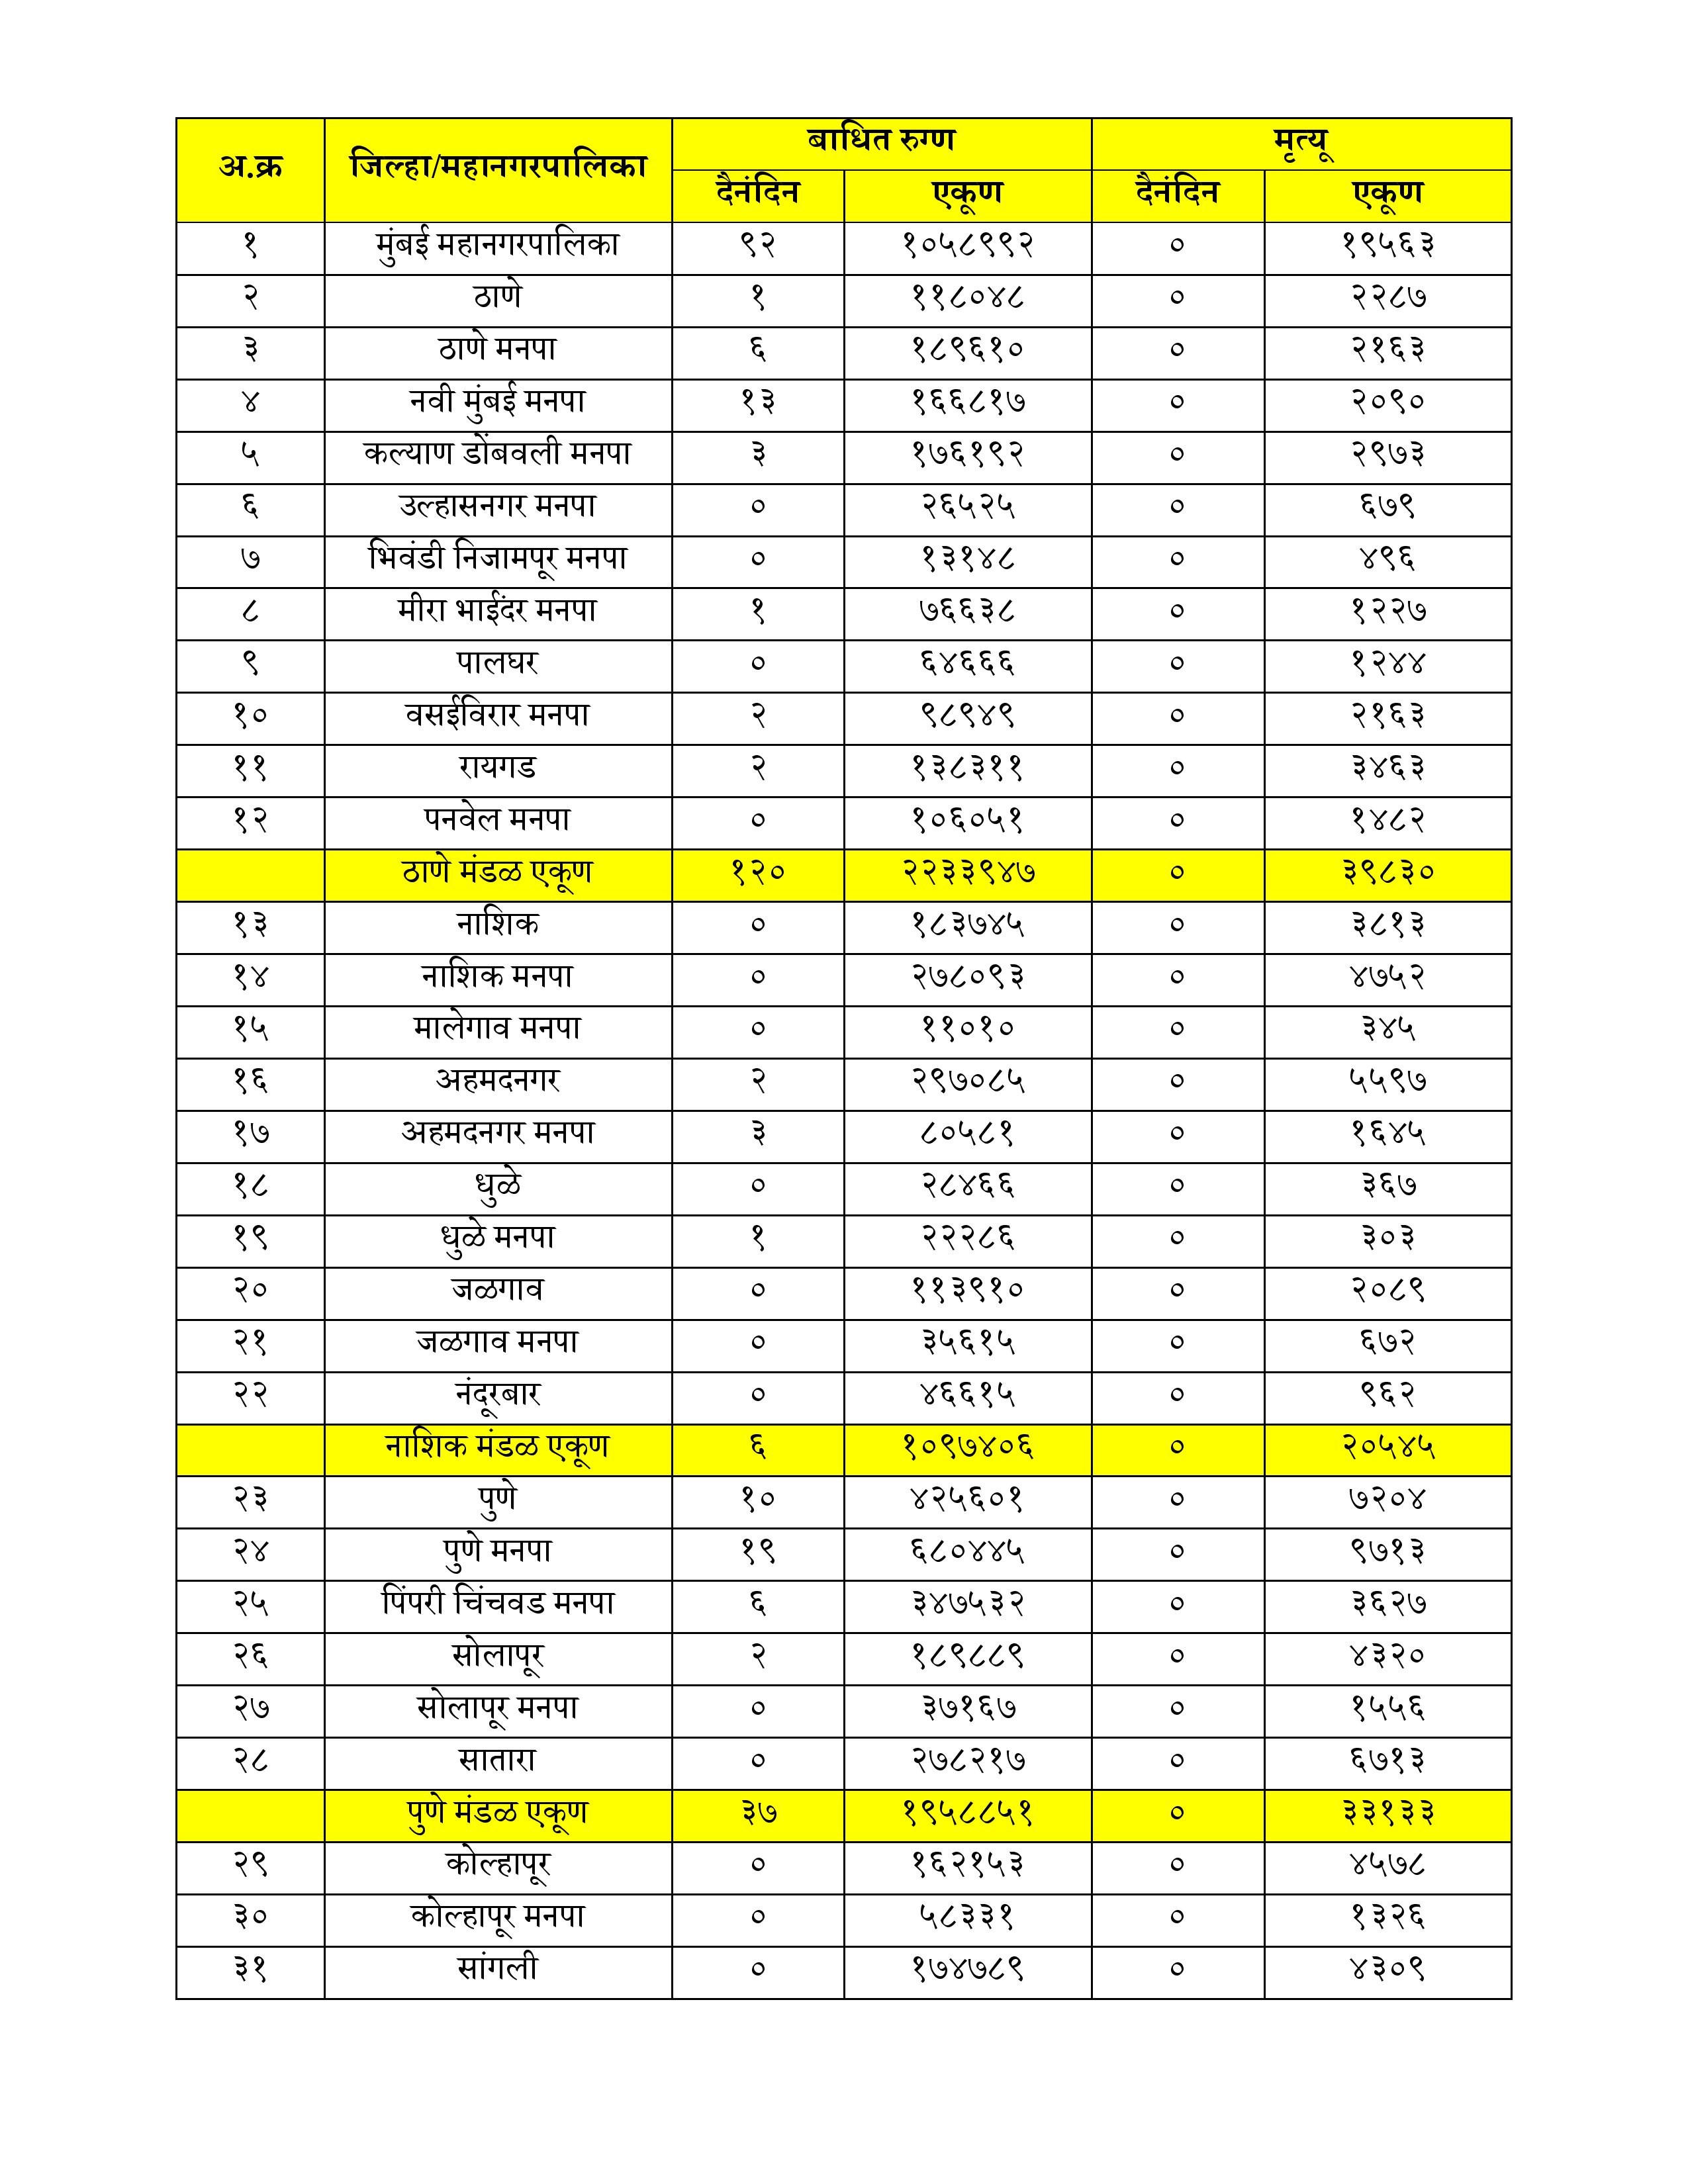 अ.क्र जिल्हा/महानगरपालिका बाधित रुग्ण मृत्यू
दैनंदिन एकूण दैनंदिन एकूण
१ मुंबई महानगरपालिका ९२ १०५८९९२ ० १९५६३
२ ठाणे १ ११८०४८ ० २२८७
३ ठाणे मनपा ६ १८९६१० ० २१६३
४ नवी मुंबई मनपा १३ १६६८१७ ० २०९०
५ कल्याण डोंबवली मनपा ३ १७६१९२ ० २९७३
६ उल्हासनगर मनपा ० २६५२५ ० ६७९
७ भिवंडी निजामपूर मनपा ० १३१४८ ० ४९६
८ मीरा भाईंदर मनपा १ ७६६३८ ० १२२७
९ पालघर ० ६४६६६ ० १२४४
१० वसईविरार मनपा २ ९८९४९ ० २१६३
११ रायगड २ १३८३११ ० ३४६३
१२ पनवेल मनपा ० १०६०५१ ० १४८२
ठाणे मंडळ एकूण १२० २२३३९४७ ० ३९८३०
१३ नाशिक ० १८३७४५ ० ३८१३
१४ नाशिक मनपा ० २७८०९३ ० ४७५२
१५ मालेगाव मनपा ० ११०१० ० ३४५
१६ अहमदनगर २ २९७०८५ ० ५५९७
१७ अहमदनगर मनपा ३ ८०५८१ ० १६४५
१८ धुळे ० २८४६६ ० ३६७
१९ धुळे मनपा १ २२२८६ ० ३०३
२० जळगाव ० ११३९१० ० २०८९
२१ जळगाव मनपा ० ३५६१५ ० ६७२
२२ नंदूरबार ० ४६६१५ ० ९६२
नाशिक मंडळ एकूण ६ १०९७४०६ ० २०५४५
२३ पुणे १० ४२५६०१ ० ७२०४
२४ पुणे मनपा १९ ६८०४४५ ० ९७१३
२५ पिंपरी चिंचवड मनपा ६ ३४७५३२ ० ३६२७
२६ सोलापूर २ १८९८८९ ० ४३२०
२७ सोलापूर मनपा ० ३७१६७ ० १५५६
२८ सातारा ० २७८२१७ ० ६७१३
पुणे मंडळ एकूण ३७ १९५८८५१ ० ३३१३३
२९ कोल्हापूर ० १६२१५३ ० ४५७८
३० कोल्हापूर मनपा ० ५८३३१ ० १३२६
३१ सांगली ० १७४७८९ ० ४३०९